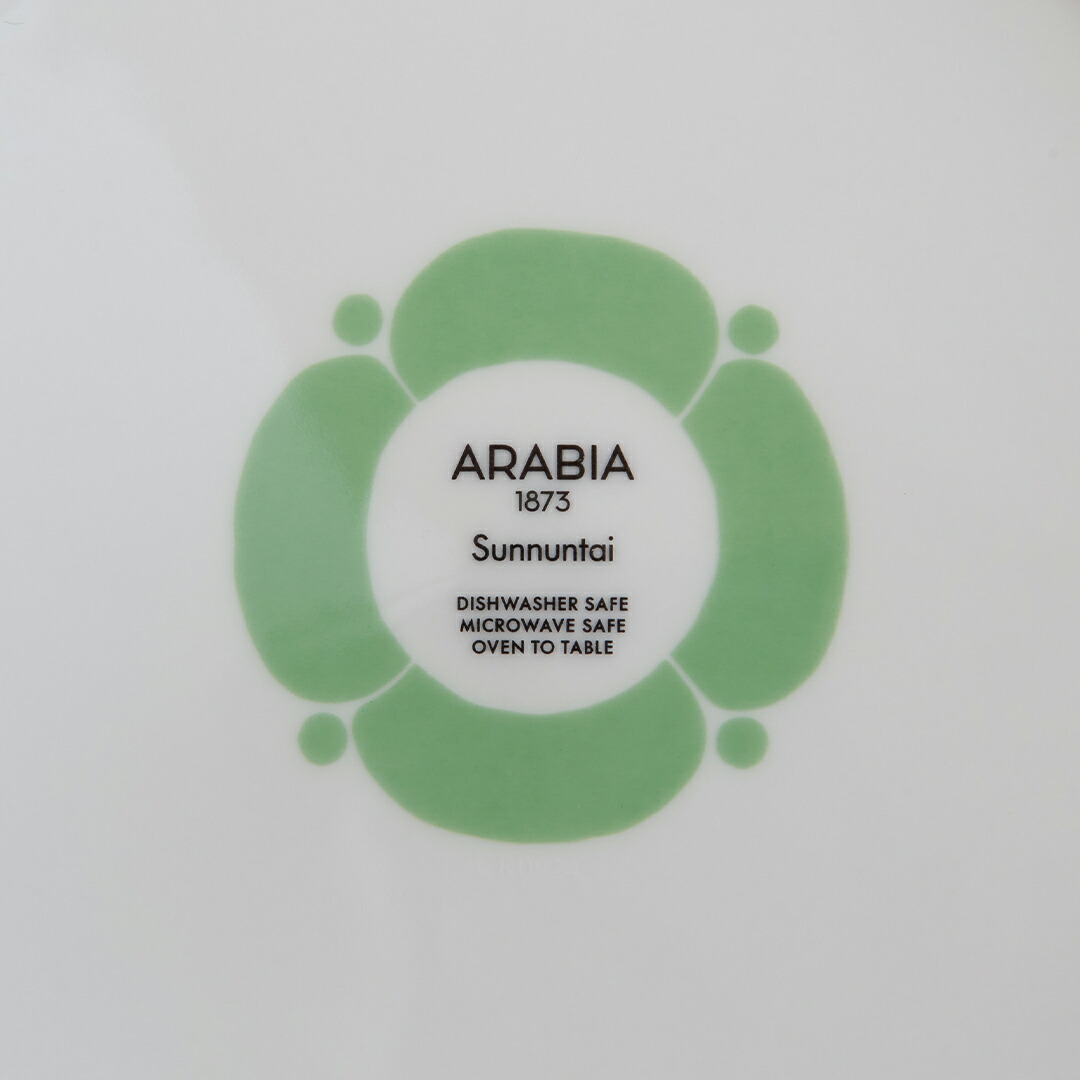 ARABIA
1873
Sunnuntai
DISHWASHER SAFE
MICROWAVE SAFE
OVEN TO TABLE